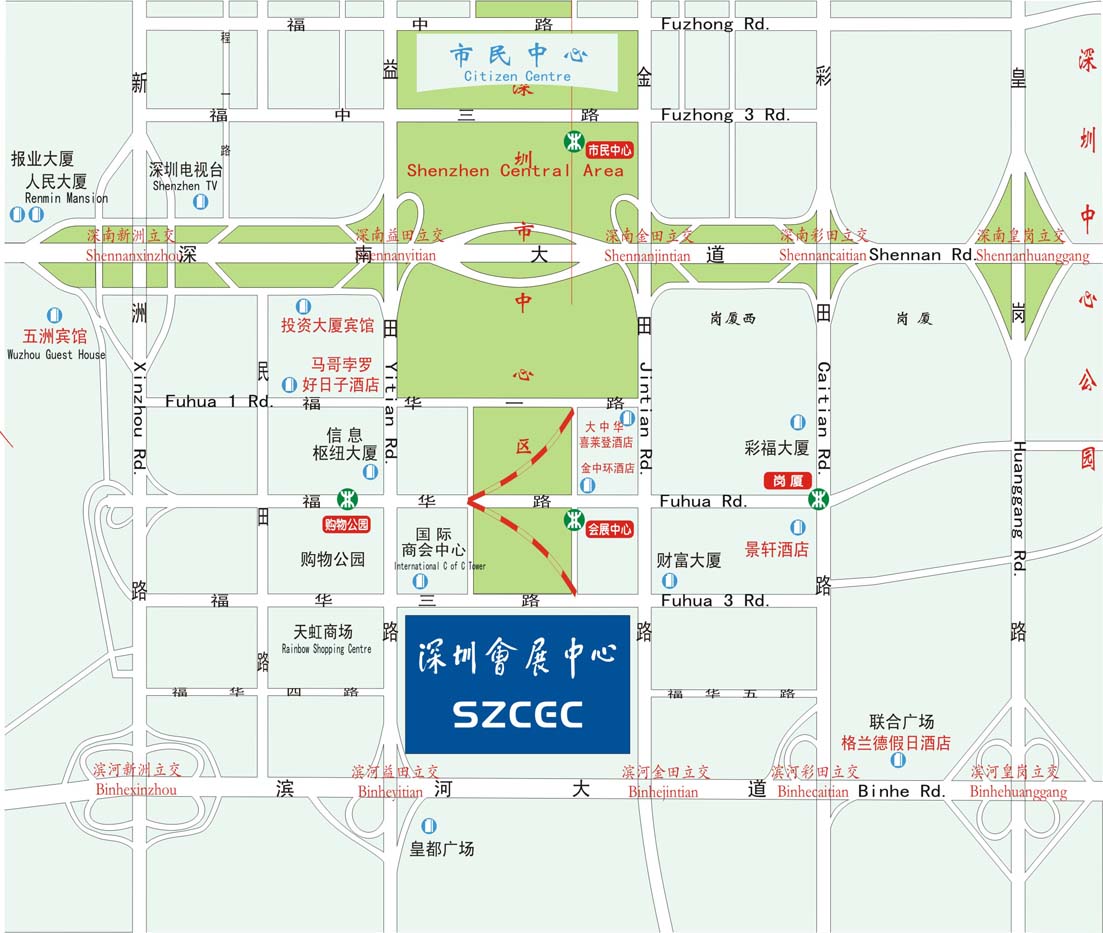 福 中 路 Fuzhong Rd.
市民中心
Citizen Centre
福 中 三 路 Fuzhong 3 Rd.
程一路
市民中心
深圳市中心区
Shenzhen Central Area
深圳中心公园
报业大厦
人民大厦
Renmin Mansion
深圳电视台
Shenzhen TV
深南新洲立交
Shennanxinzhou
深南益田立交
Shennanyitian
深南金田立交
Shennanjintian
深南彩田立交
Shennancaitian
深南皇岗立交
Shennanhuanggang
深 南 大 道 Shennan Rd.
新洲路
Xinzhou Rd.
民田路
益田路
Yitian Rd.
金田路
Jintian Rd.
彩田路
Caitian Rd.
皇岗路
Huanggang Rd.
五洲宾馆
Wuzhou Guest House
投资大厦宾馆
马哥孛罗
好日子酒店
岗厦西
岗厦
Fuhua 1 Rd. 福 华 一 路
信息
枢纽大厦
大中华
喜莱登酒店
金中环酒店
彩福大厦
岗厦
福 华 路 Fuhua Rd.
购物公园
购物公园
国际
商会中心
International C of C Tower
会展中心
财富大厦
景轩酒店
福 华 三 路 Fuhua 3 Rd.
天虹商场
Rainbow Shopping Centre
深圳會展中心
SZCEC
福 华 四 路
福 华 五 路
联合广场
格兰德假日酒店
滨河新洲立交
Binhexinzhou
滨河益田立交
Binheyitian
滨河金田立交
Binhejintian
滨河彩田立交
Binhecaitian
滨河皇岗立交
Binhehuanggang
滨 河 大 道 Binhe Rd.
皇都广场